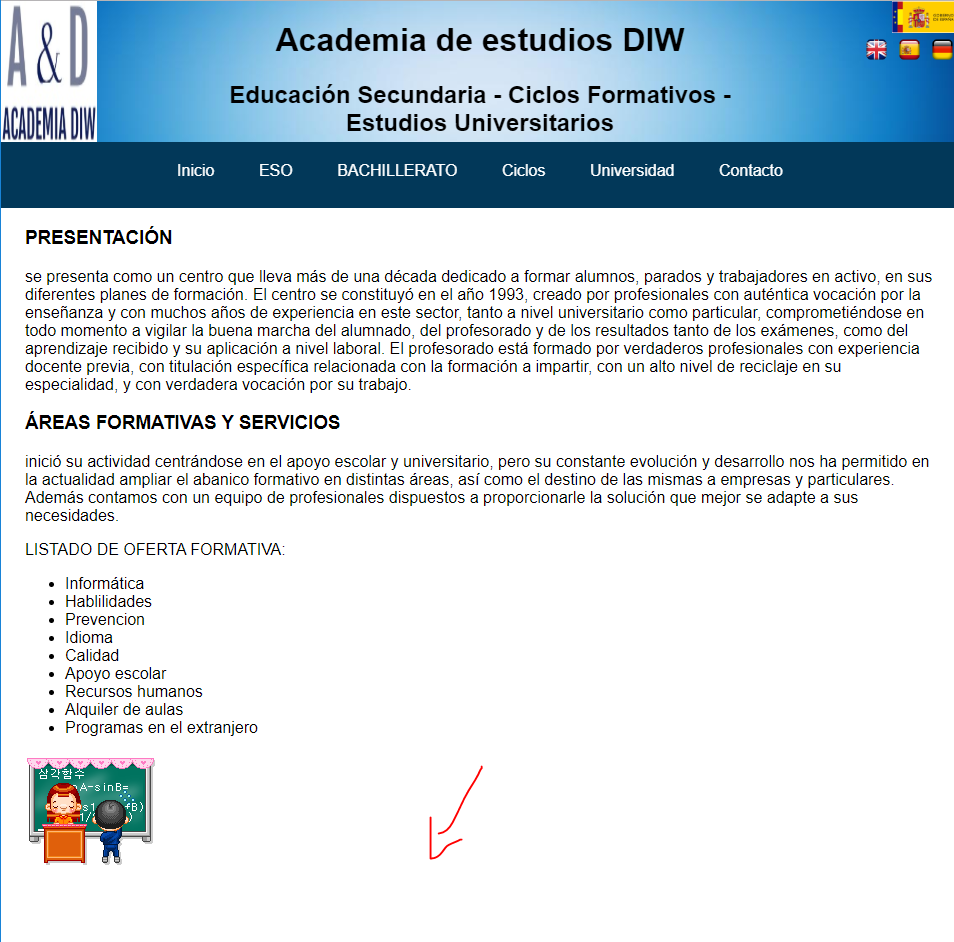 A & D
ACADEMIA DIW
Academia de estudios DIW
GOBIERNO
DE ESPAÑA
Educación Secundaria - Ciclos Formativos -
Estudios Universitarios
Inicio ESO BACHILLERATO Ciclos Universidad Contacto
PRESENTACIÓN
se presenta como un centro que lleva más de una década dedicado a formar alumnos, parados y trabajadores en activo, en sus
diferentes planes de formación. El centro se constituyó en el año 1993, creado por profesionales con auténtica vocación por la
enseñanza y con muchos años de experiencia en este sector, tanto a nivel universitario como particular, comprometiéndose en
todo momento a vigilar la buena marcha del alumnado, del profesorado y de los resultados tanto de los exámenes, como del
aprendizaje recibido y su aplicación a nivel laboral. El profesorado está formado por verdaderos profesionales con experiencia
docente previa, con titulación específica relacionada con la formación a impartir, con un alto nivel de reciclaje en su
especialidad, y con verdadera vocación por su trabajo.
ÁREAS FORMATIVAS Y SERVICIOS
inició su actividad centrándose en el apoyo escolar y universitario, pero su constante evolución y desarrollo nos ha permitido en
la actualidad ampliar el abanico formativo en distintas áreas, así como el destino de las mismas a empresas y particulares.
Además contamos con un equipo de profesionales dispuestos a proporcionarle la solución que mejor se adapte a sus
necesidades.
LISTADO DE OFERTA FORMATIVA:
Informática
Hablilidades
Prevencion
Idioma
Calidad
Apoyo escolar
Recursos humanos
Alquiler de aulas
Programas en el extranjero
삼각함수
A-sinB=